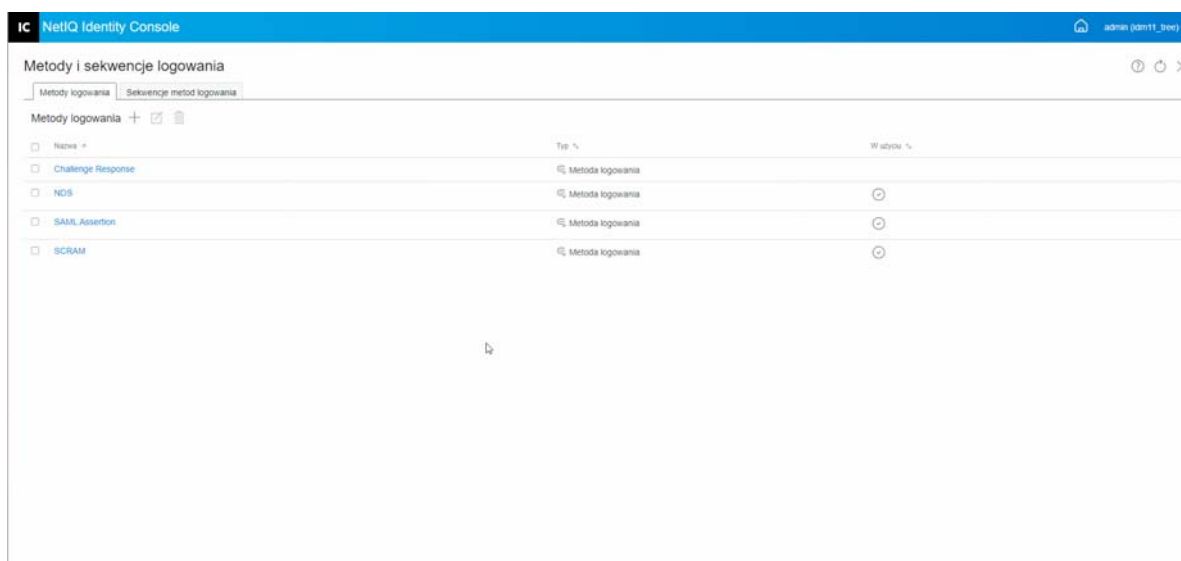 IC NetIQ Identity Console admin (idm11_tree)
Metody i sekwencje logowania
Metody logowania Sekwencje metod logowania
Metody logowania
Nazwa Typ W użyciu
Challenge Response Metoda logowania
NDS Metoda logowania
SAML Assertion Metoda logowania
SCRAM Metoda logowania